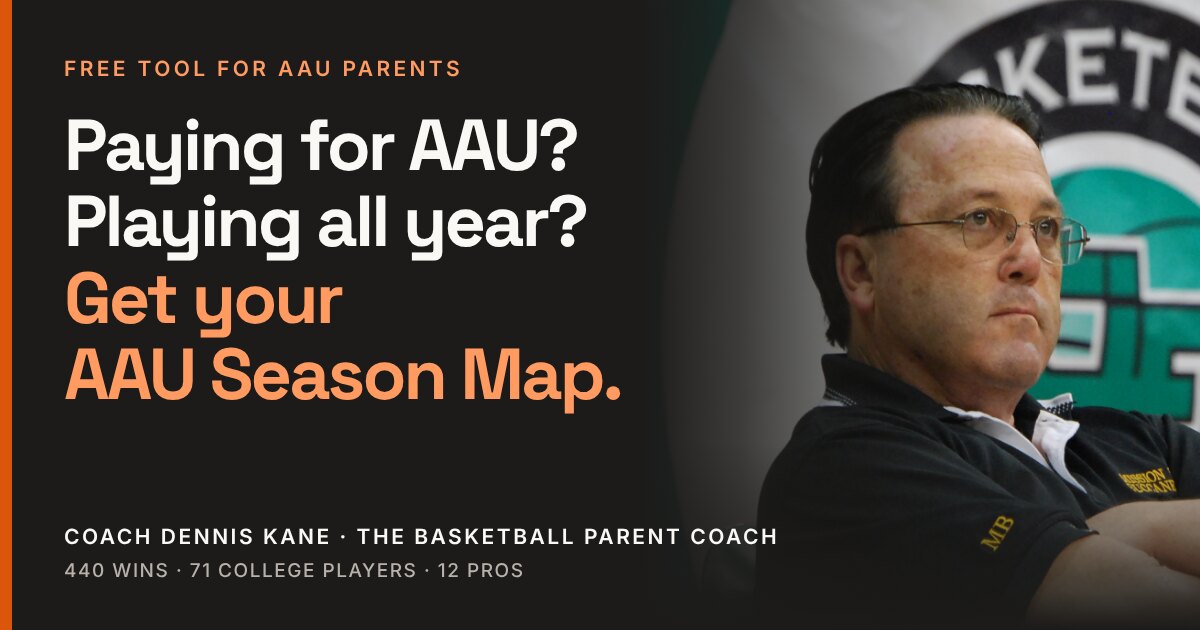 FREE TOOL FOR AAU PARENTS
Paying for AAU?
Playing all year?
Get your
AAU Season Map.
COACH DENNIS KANE · THE BASKETBALL PARENT COACH
440 WINS · 71 COLLEGE PLAYERS · 12 PROS
MB